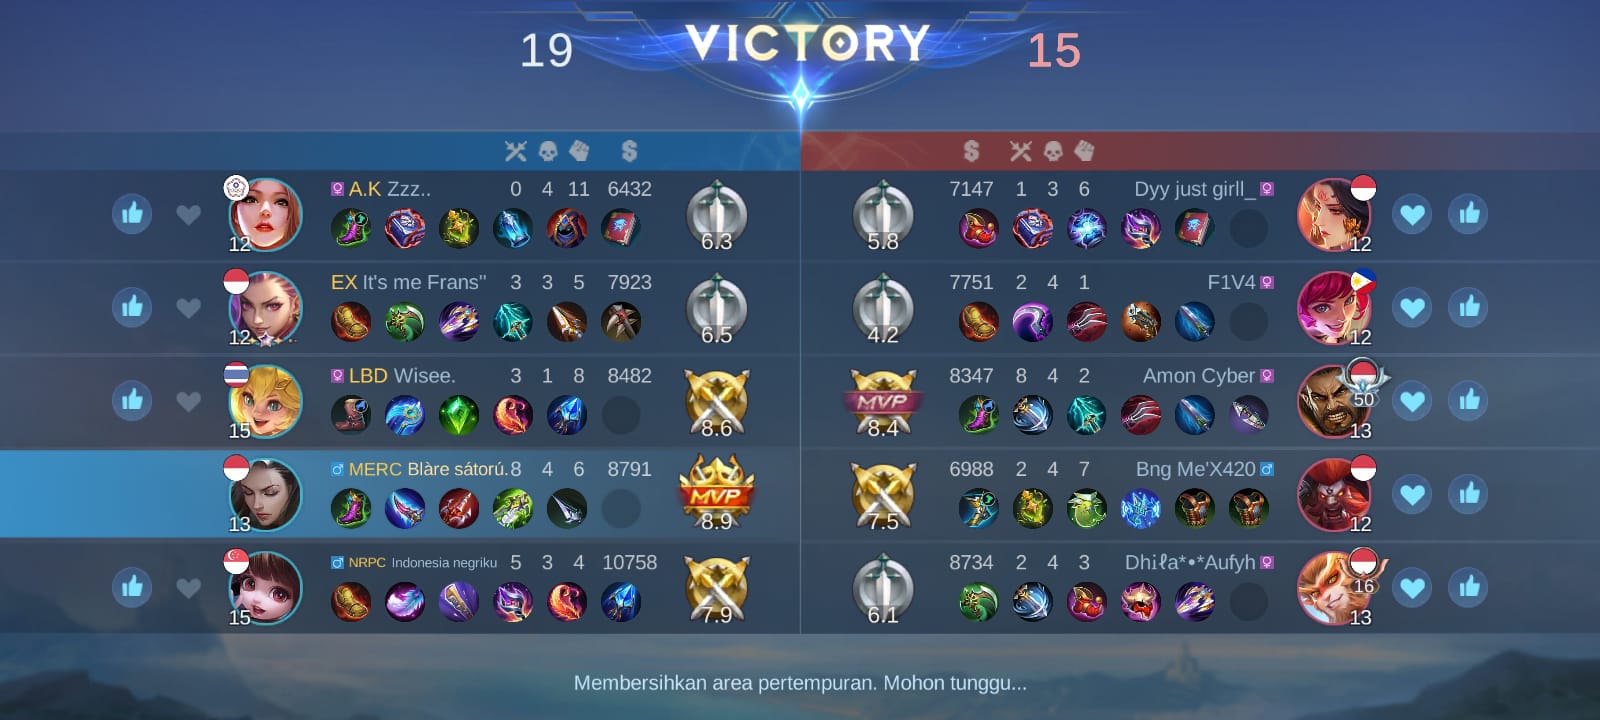 19 VICTORY 15
12 A.K Zzz.. 0 4 11 6432 6.3
5.8 7147 1 3 6 Dyy just girll_ 12
12 EX It's me Frans" 3 3 5 7923 6.5
4.2 7751 2 4 1 F1V4 12
15 LBD Wisee. 3 1 8 8482 8.6
MVP 8.4 8347 8 4 2 Amon Cyber 50 13
13 MERC Blàre sátorú. 8 4 6 8791 MVP 8.9
7.5 6988 2 4 7 Bng Me'X420 12
15 NRPC Indonesia negriku 5 3 4 10758 7.9
6.1 8734 2 4 3 Dhiℓa*•*Aufyh 16 13
Membersihkan area pertempuran. Mohon tunggu...